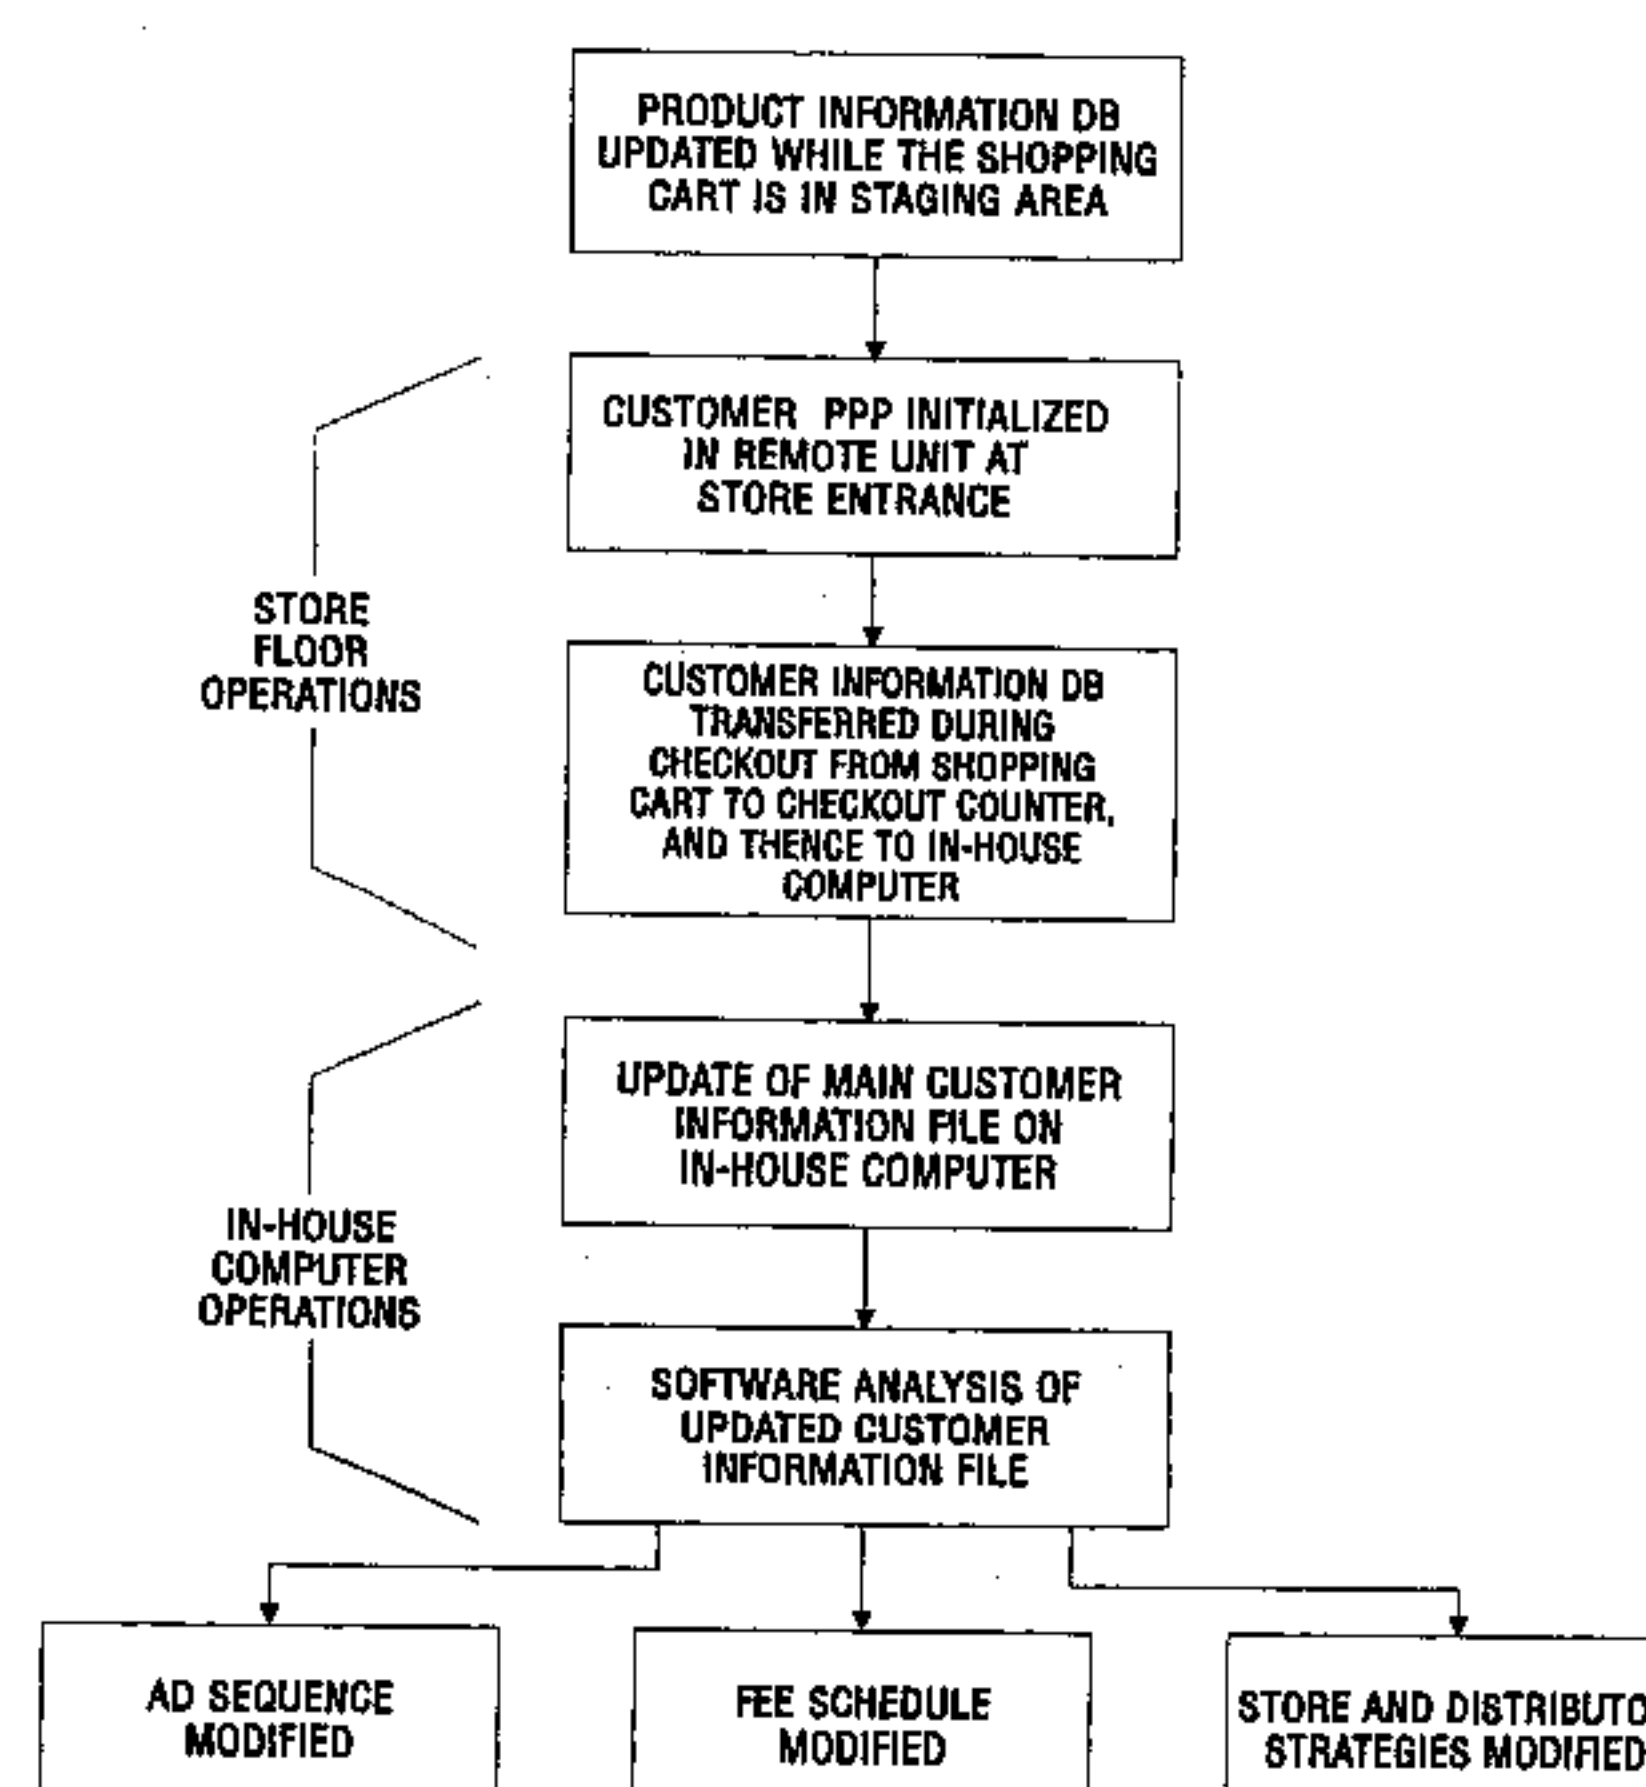 PRODUCT INFORMATION DB
UPDATED WHILE THE SHOPPING
CART IS IN STAGING AREA
CUSTOMER PPP INITIALIZED
IN REMOTE UNIT AT
STORE ENTRANCE
STORE
FLOOR
OPERATIONS
CUSTOMER INFORMATION DB
TRANSFERRED DURING
CHECKOUT FROM SHOPPING
CART TO CHECKOUT COUNTER,
AND THENCE TO IN-HOUSE
COMPUTER
UPDATE OF MAIN CUSTOMER
INFORMATION FILE ON
IN-HOUSE COMPUTER
IN-HOUSE
COMPUTER
OPERATIONS
SOFTWARE ANALYSIS OF
UPDATED CUSTOMER
INFORMATION FILE
AD SEQUENCE
MODIFIED
FEE SCHEDULE
MODIFIED
STORE AND
STRATEGIES MODIFIED